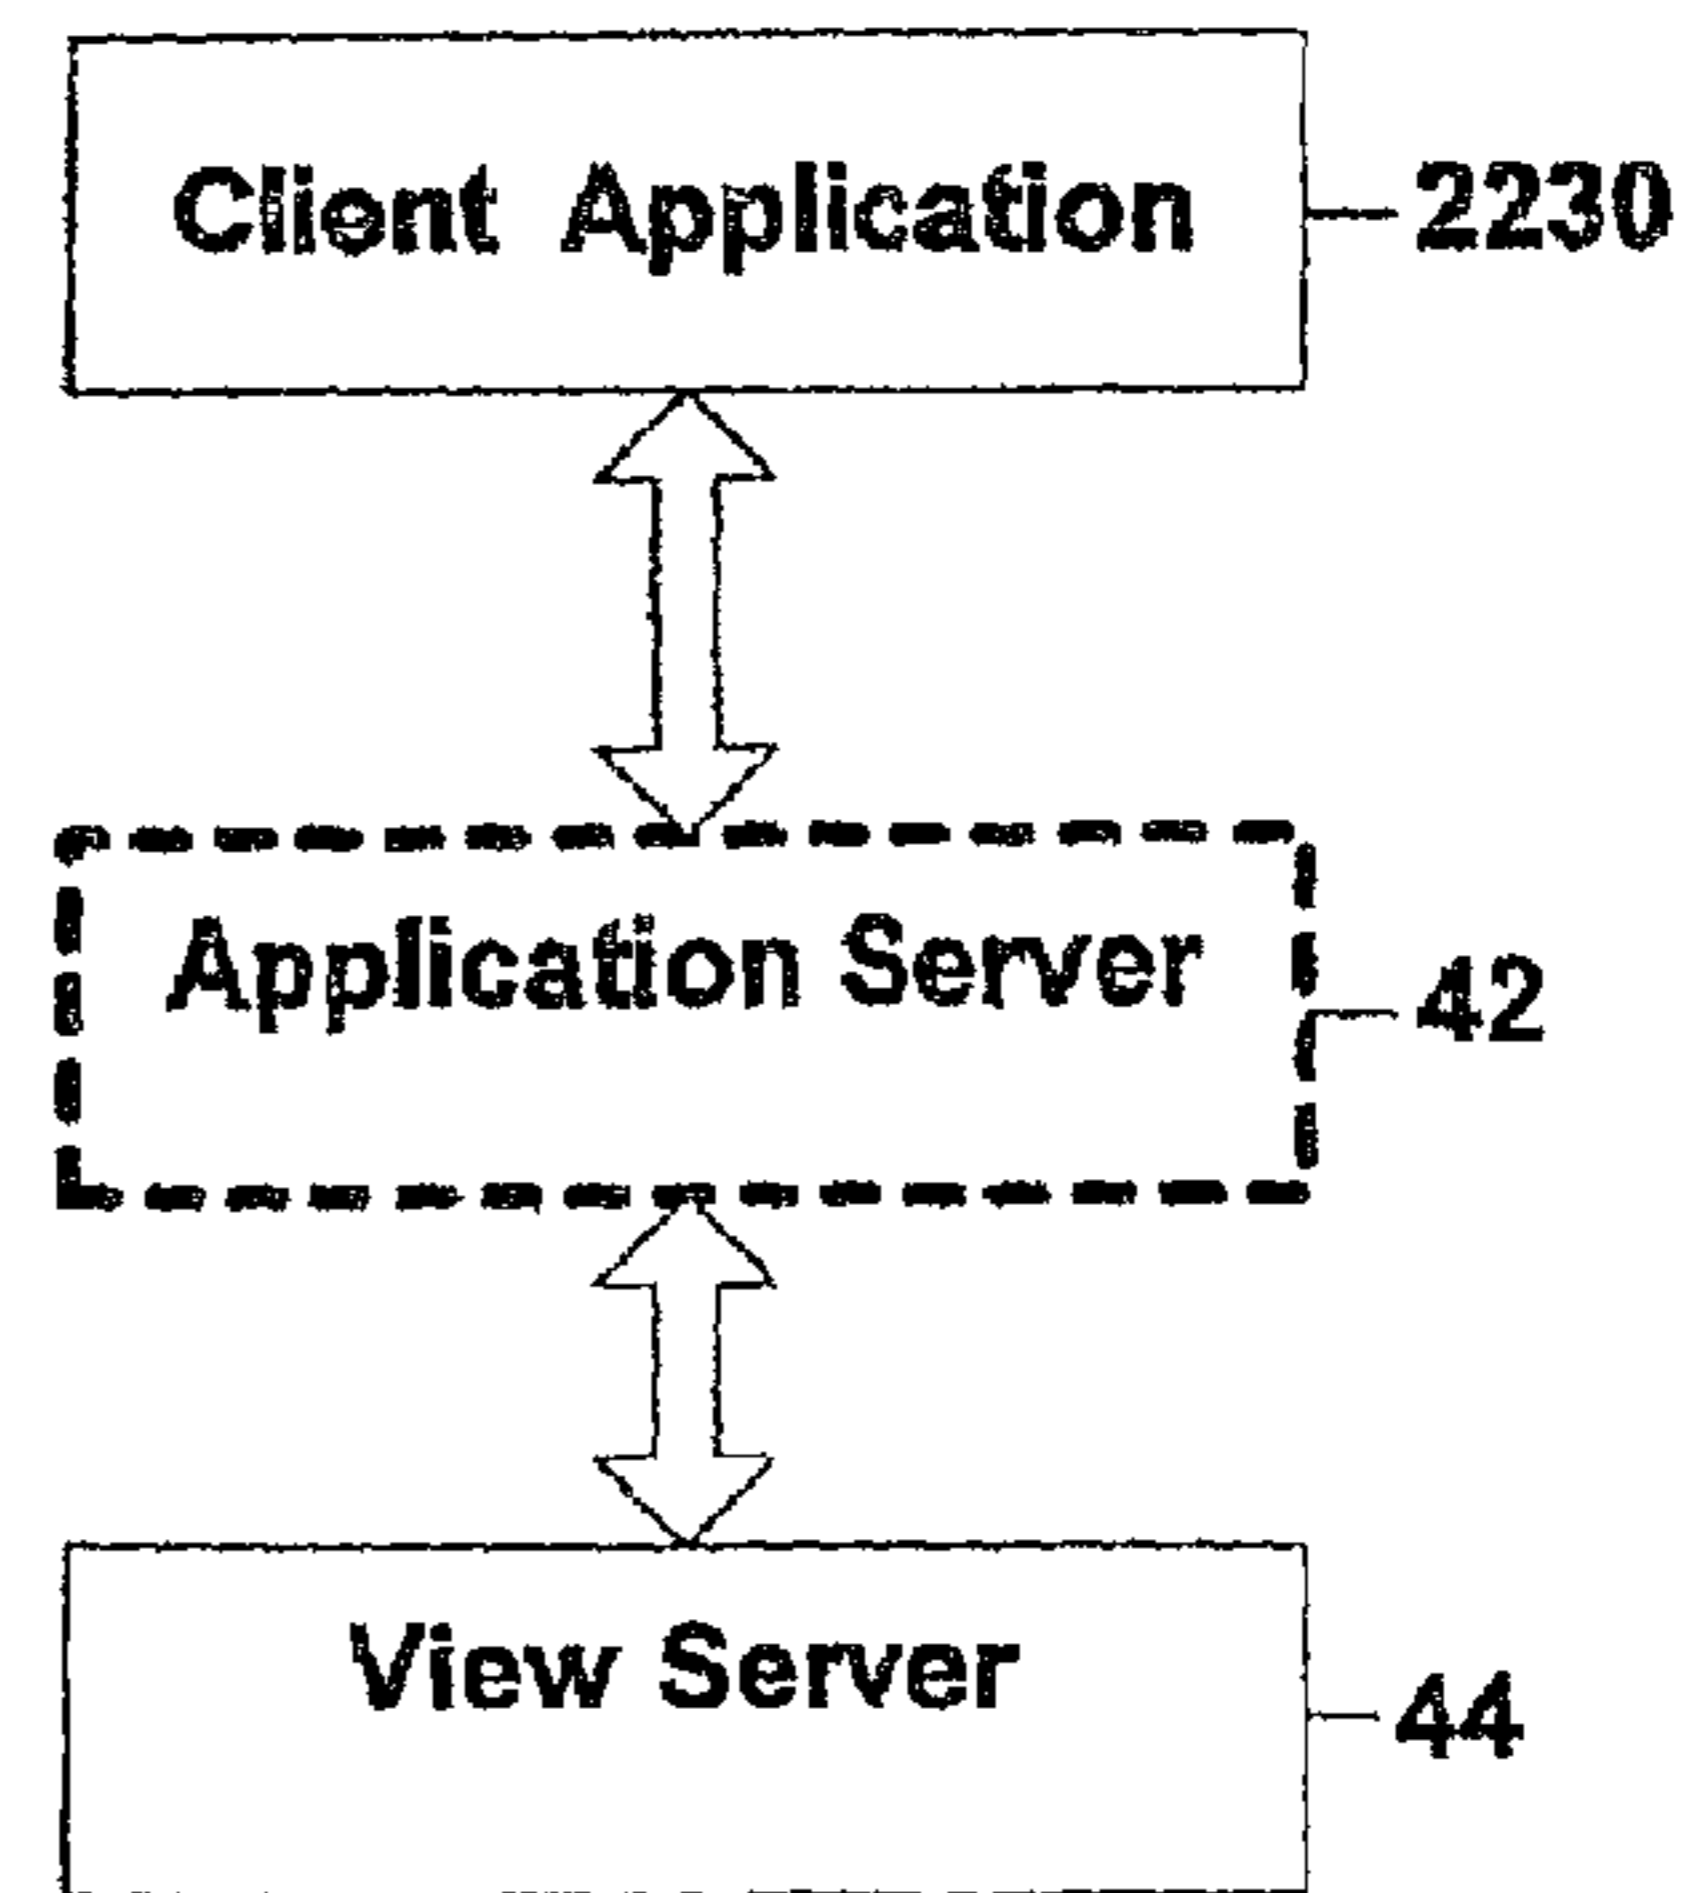 Client Application
2230
Application Server
42
View Server
44